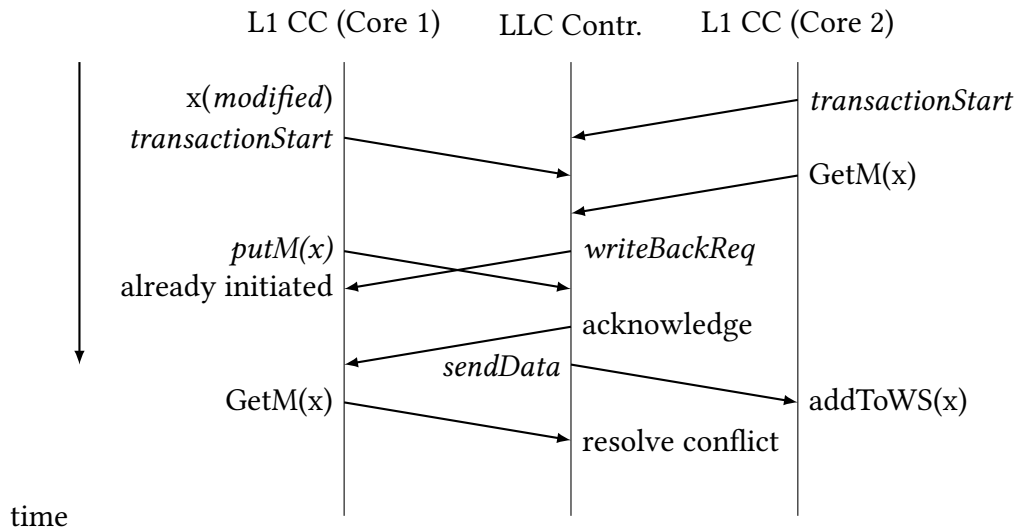 L1 CC (Core 1) LLC Contr. L1 CC (Core 2)
x(modified)
transactionStart
transactionStart
GetM(x)
putM(x)
writeBackReq
already initiated
acknowledge
sendData
GetM(x)
addToWS(x)
resolve conflict
time